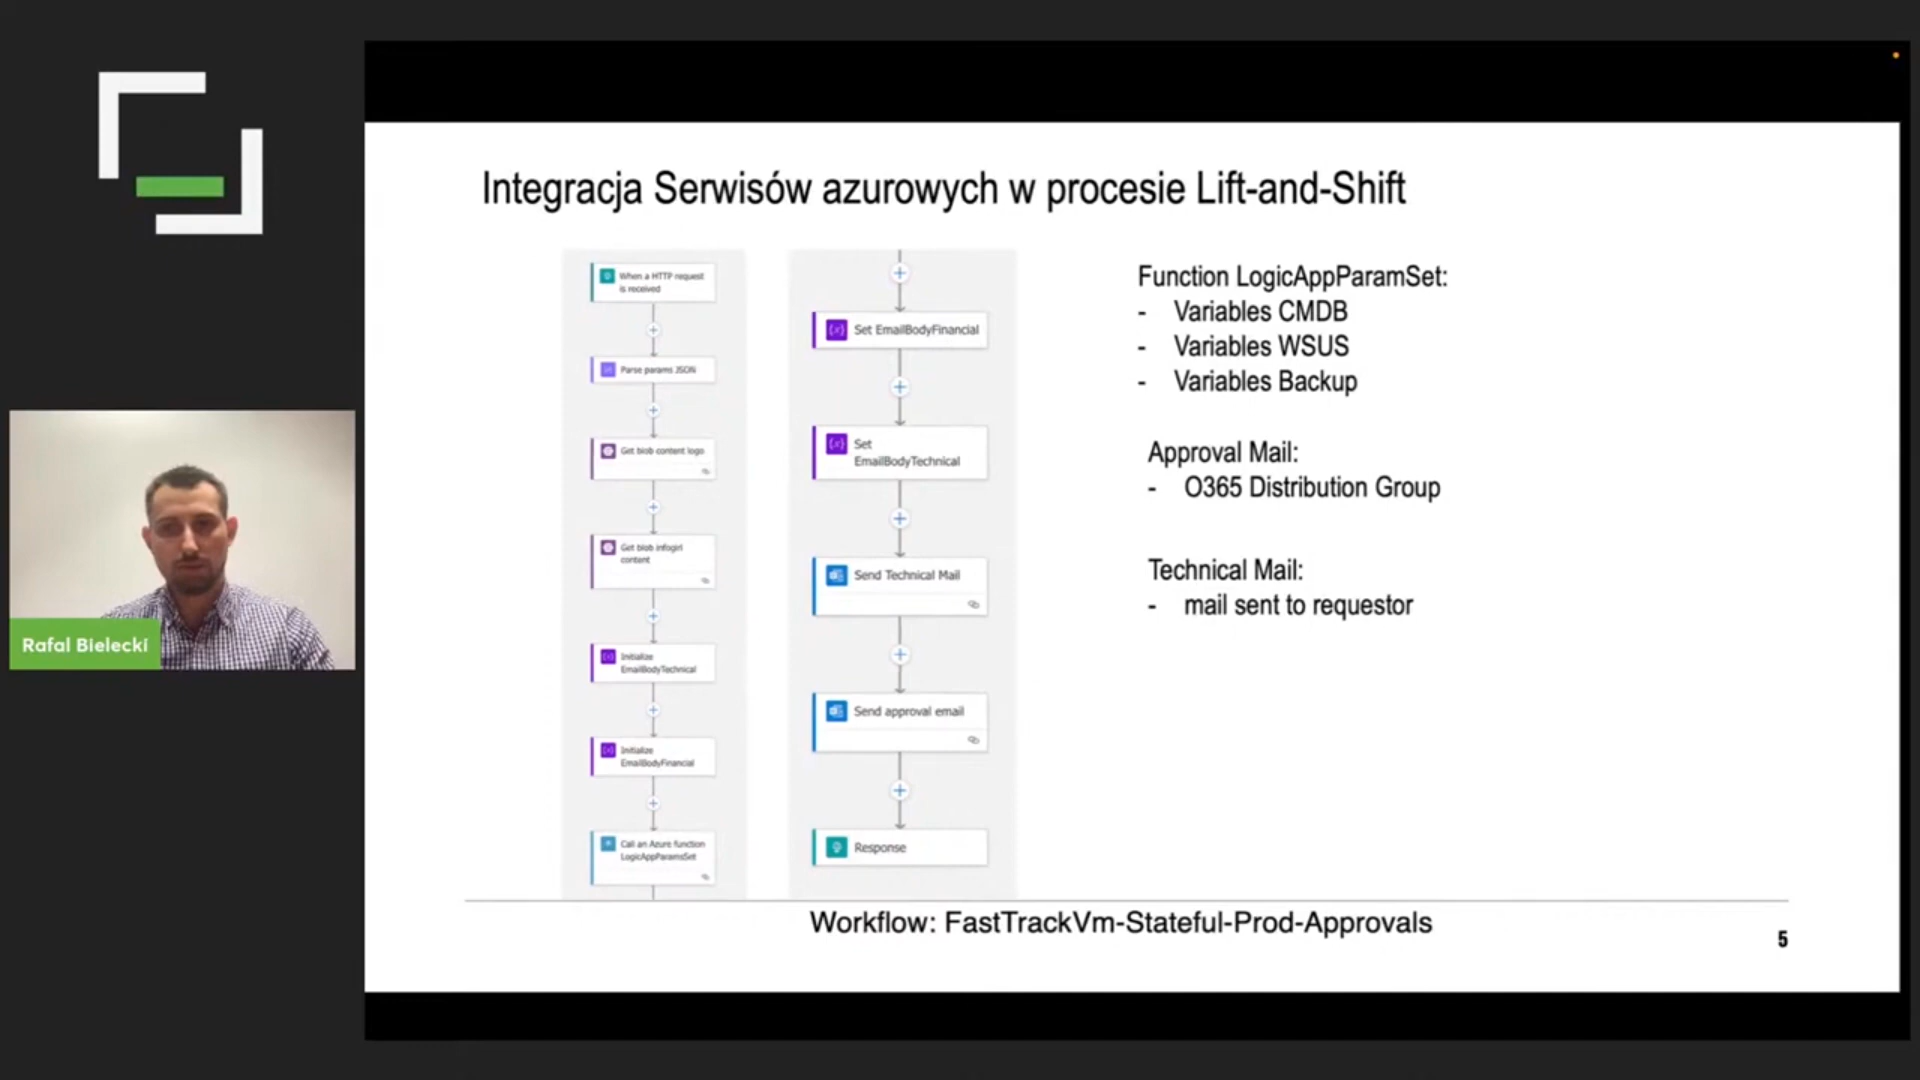 Integracja Serwisów azurowych w procesie Lift-and-Shift
When a HTTP request
is received
Parse params JSON
Get blob content logo
Get blob infogirl
content
Initialize
EmailBodyTechnical
Initialize
EmailBodyFinancial
Call an Azure function
LogicAppParamsSet
Set EmailBodyFinancial
Set
EmailBodyTechnical
Send Technical Mail
Send approval email
Response
Function LogicAppParamSet:
- Variables CMDB
- Variables WSUS
- Variables Backup
Approval Mail:
- O365 Distribution Group
Technical Mail:
- mail sent to requestor
Workflow: FastTrackVm-Stateful-Prod-Approvals
5
Rafal Bielecki